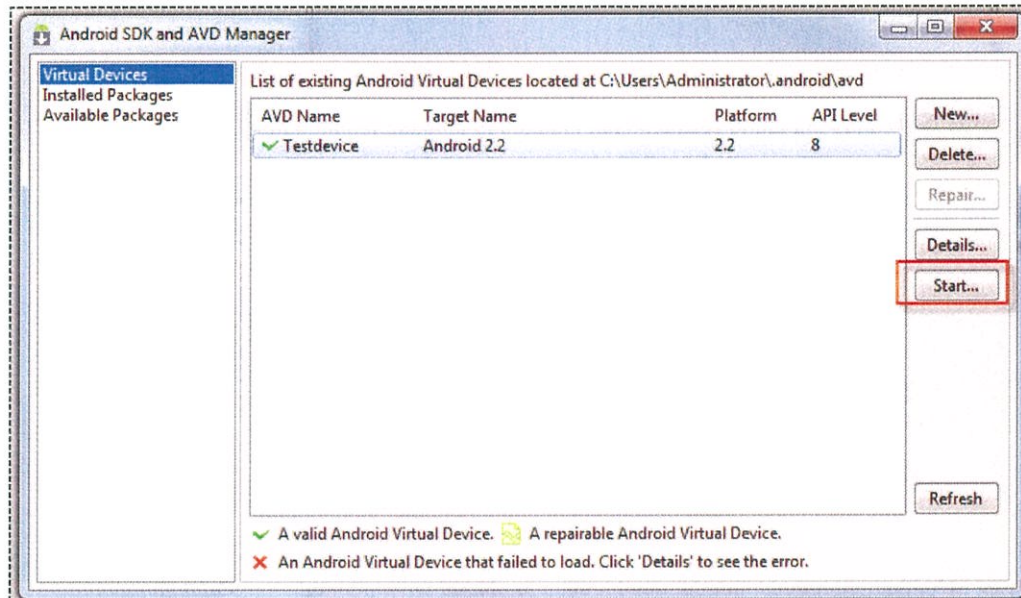 Android SDK and AVD Manager
Virtual Devices
Installed Packages
Available Packages
List of existing Android Virtual Devices located at C:\Users\Administrator\.android\avd
AVD Name Target Name Platform API Level
Testdevice Android 2.2 2.2 8
New...
Delete...
Repair...
Details...
Start...
Refresh
A valid Android Virtual Device. A repairable Android Virtual Device.
An Android Virtual Device that failed to load. Click 'Details' to see the error.